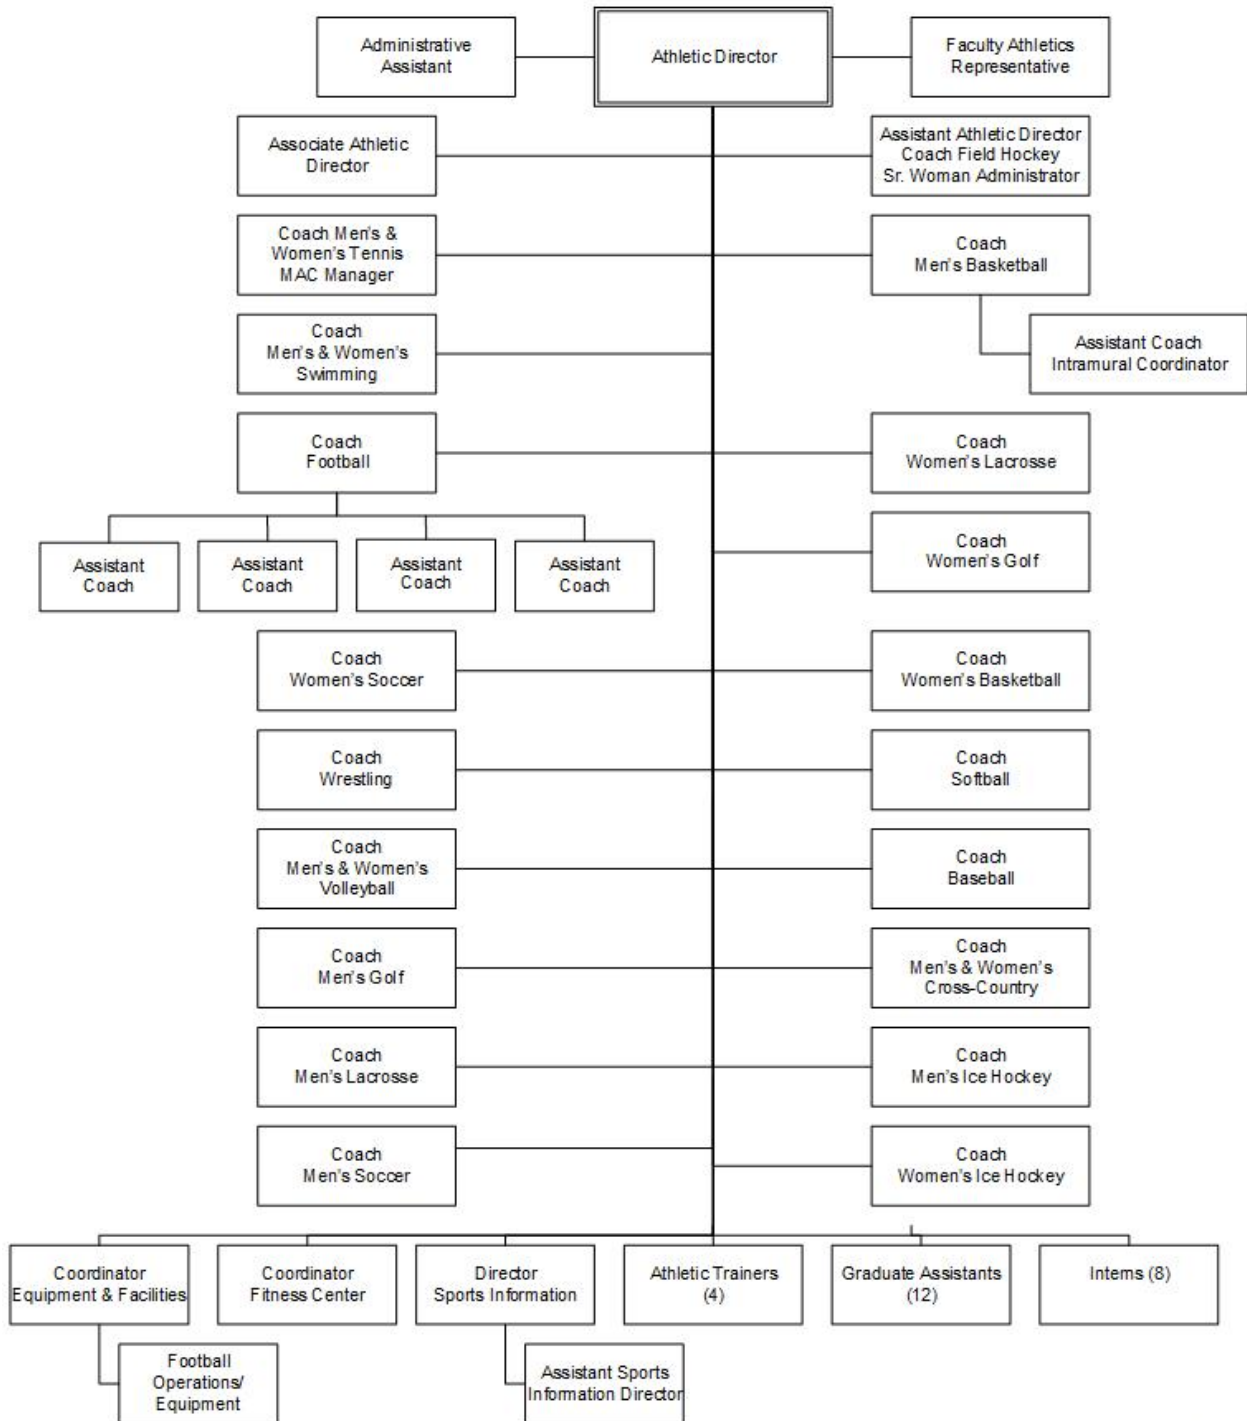 Administrative
Assistant
Athletic Director
Faculty Athletics
Representative
Associate Athletic
Director
Assistant Athletic Director
Coach Field Hockey
Sr. Woman Administrator
Coach Men's &
Women's Tennis
MAC Manager
Coach
Men's Basketball
Coach
Men's & Women's
Swimming
Assistant Coach
Intramural Coordinator
Coach
Football
Coach
Women's Lacrosse
Assistant
Coach
Assistant
Coach
Assistant
Coach
Assistant
Coach
Coach
Women's Golf
Coach
Women's Soccer
Coach
Women's Basketball
Coach
Wrestling
Coach
Softball
Coach
Men's & Women's
Volleyball
Coach
Baseball
Coach
Men's Golf
Coach
Men's & Women's
Cross-Country
Coach
Men's Lacrosse
Coach
Men's Ice Hockey
Coach
Men's Soccer
Coach
Women's Ice Hockey
Coordinator
Equipment & Facilities
Coordinator
Fitness Center
Director
Sports Information
Athletic Trainers
(4)
Graduate Assistants
(12)
Interns (8)
Football
Operations/
Equipment
Assistant Sports
Information Director